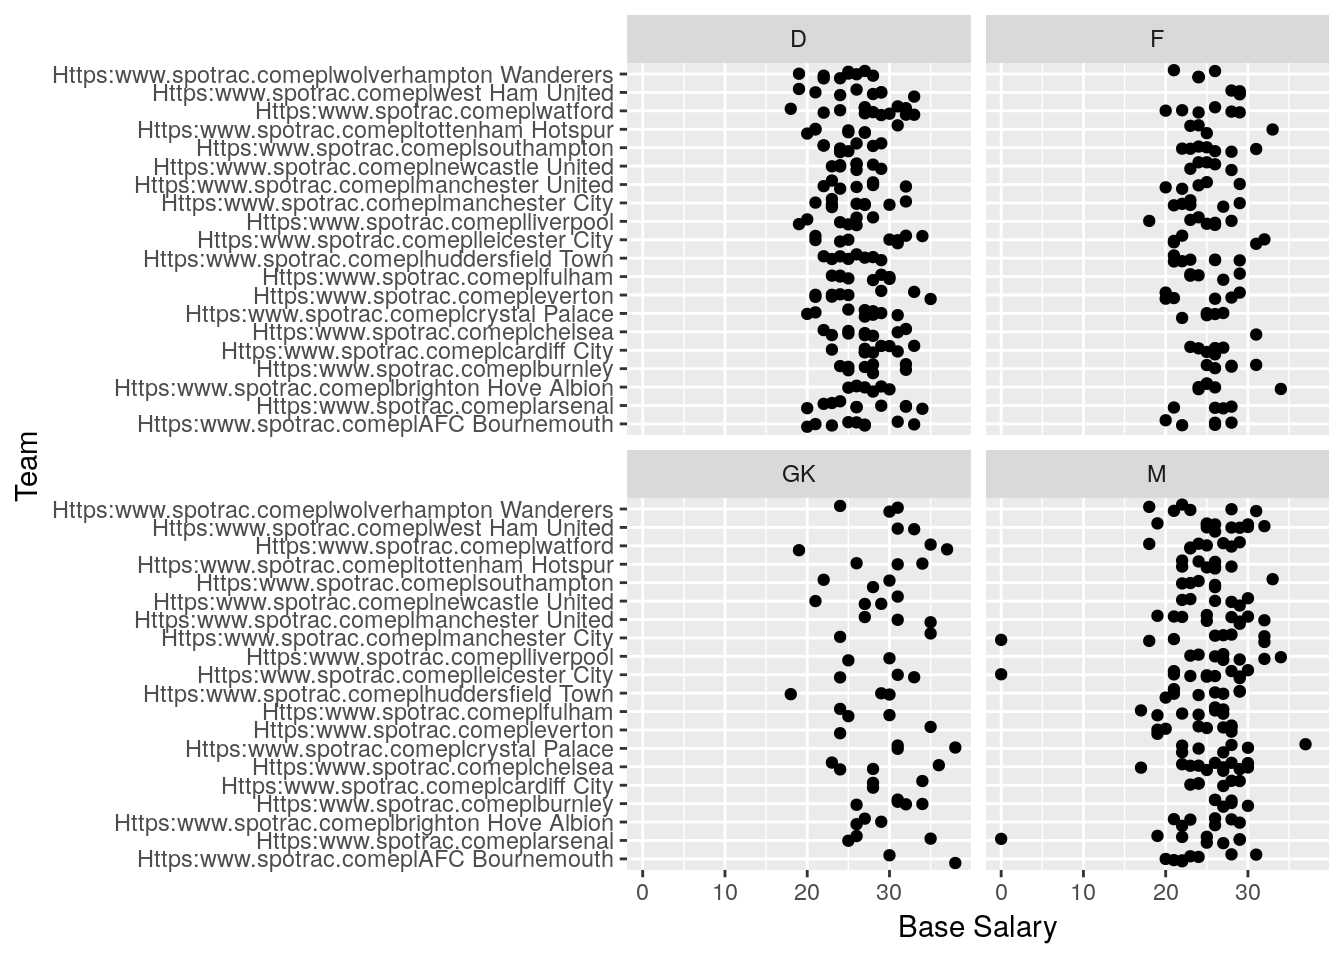 D
F
Https:www.spotrac.comeplwolverhampton Wanderers
Https:www.spotrac.comeplwest Ham United
Https:www.spotrac.comeplwatford
Https:www.spotrac.comepltottenham Hotspur
Https:www.spotrac.comeplsouthampton
Https:www.spotrac.comeplnewcastle United
Https:www.spotrac.comeplmanchester United
Https:www.spotrac.comeplmanchester City
Https:www.spotrac.comeplliverpool
Https:www.spotrac.comeplleicester City
Https:www.spotrac.comeplhuddersfield Town
Https:www.spotrac.comeplfulham
Https:www.spotrac.comepleverton
Https:www.spotrac.comeplcrystal Palace
Https:www.spotrac.comeplchelsea
Https:www.spotrac.comeplcardiff City
Https:www.spotrac.comeplburnley
Https:www.spotrac.comeplbrighton Hove Albion
Https:www.spotrac.comeplarsenal
Https:www.spotrac.comeplAFC Bournemouth
Team
GK
M
Https:www.spotrac.comeplwolverhampton Wanderers
Https:www.spotrac.comeplwest Ham United
Https:www.spotrac.comeplwatford
Https:www.spotrac.comepltottenham Hotspur
Https:www.spotrac.comeplsouthampton
Https:www.spotrac.comeplnewcastle United
Https:www.spotrac.comeplmanchester United
Https:www.spotrac.comeplmanchester City
Https:www.spotrac.comeplliverpool
Https:www.spotrac.comeplleicester City
Https:www.spotrac.comeplhuddersfield Town
Https:www.spotrac.comeplfulham
Https:www.spotrac.comepleverton
Https:www.spotrac.comeplcrystal Palace
Https:www.spotrac.comeplchelsea
Https:www.spotrac.comeplcardiff City
Https:www.spotrac.comeplburnley
Https:www.spotrac.comeplbrighton Hove Albion
Https:www.spotrac.comeplarsenal
Https:www.spotrac.comeplAFC Bournemouth
0 10 20 30 0 10 20 30
Base Salary